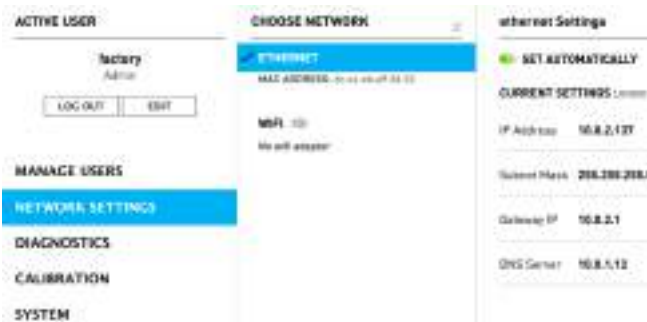 ACTIVE USER
factory
Admin
LOG OUT
EDIT
MANAGE USERS
NETWORK SETTINGS
DIAGNOSTICS
CALIBRATION
SYSTEM
CHOOSE NETWORK
ETHERNET
MAC ADDRESS:
WiFi
No wifi adapter
ethernet Settings
SET AUTOMATICALLY
CURRENT SETTINGS
IP Address 10.8.2.137
Subnet Mask
Gateway IP 10.8.2.1
DNS Server 10.8.1.12